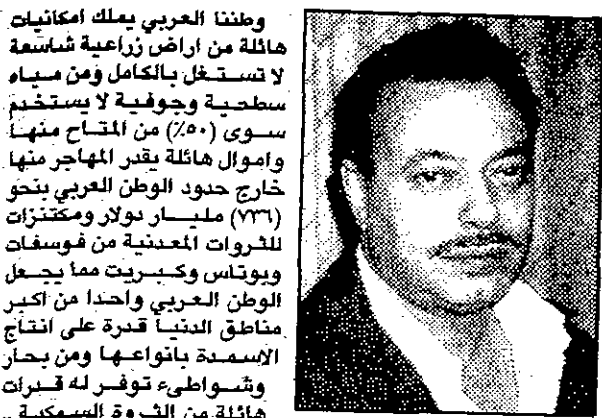 وطننا العربي يملك امكانيات
هائلة من اراض زراعية شاسعة
لا تستغل بالكامل ومن مياه
سطحية وجوفية لا يستخدم
سوى (٥٠٪) من المتاح منها
واموال هائلة يقدر المهاجر منها
خارج حدود الوطن العربي بنحو
(٧٣٦) مليار دولار ومكتنزات
للثروات المعدنية من فوسفات
وبوتاس وكبريت مما يجعل
الوطن العربي واحدا من اكبر
مناطق الدنيا قدرة على انتاج
الاسمدة بانواعها ومن بحار
وشواطىء توفر له قدرات
هائلة من الثروة السمكية ..